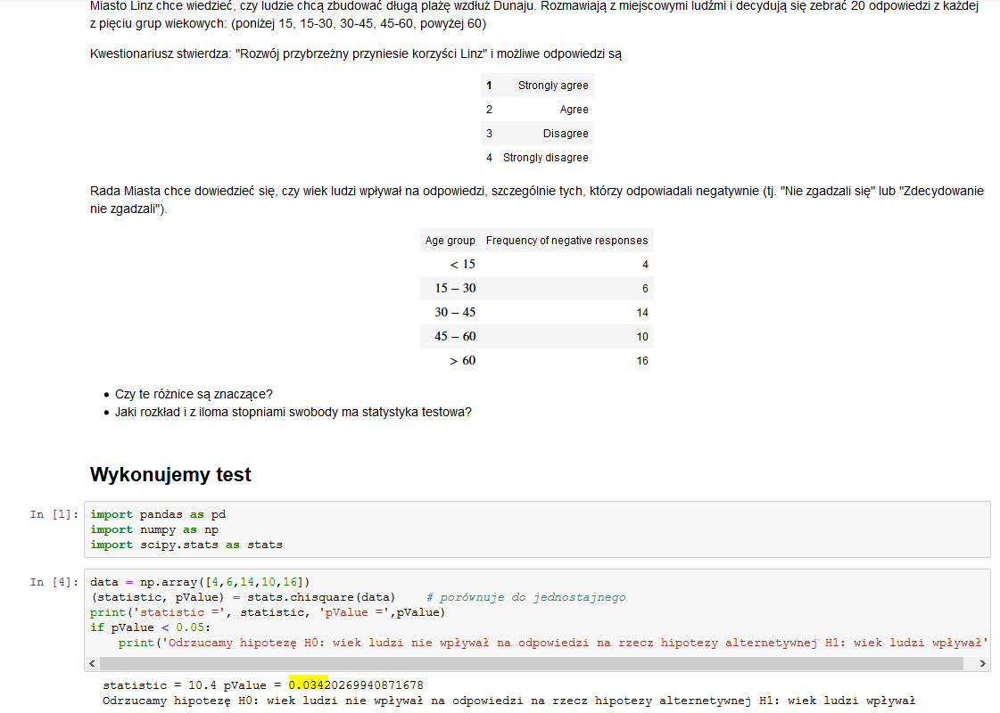 Miasto Linz chce wiedzieć, czy ludzie chcą zbudować długą plażę wzdłuż Dunaju. Rozmawiają z miejscowymi ludźmi i decydują się zebrać 20 odpowiedzi z każdej
z pięciu grup wiekowych: (poniżej 15, 15-30, 30-45, 45-60, powyżej 60)
Kwestionariusz stwierdza: "Rozwój przybrzeżny przyniesie korzyści Linz" i możliwe odpowiedzi są
1 Strongly agree
2 Agree
3 Disagree
4 Strongly disagree
Rada Miasta chce dowiedzieć się, czy wiek ludzi wpływał na odpowiedzi, szczególnie tych, którzy odpowiadali negatywnie (tj. "Nie zgadzali się" lub "Zdecydowanie
nie zgadzali").
Age group Frequency of negative responses
< 15 4
15 – 30 6
30 – 45 14
45 – 60 10
> 60 16
• Czy te różnice są znaczące?
• Jaki rozkład i z iloma stopniami swobody ma statystyka testowa?
Wykonujemy test
In [1]: import pandas as pd
import numpy as np
import scipy.stats as stats
In [4]: data = np.array([4,6,14,10,16])
(statistic, pValue) = stats.chisquare(data) # porównuje do jednostajnego
print('statistic =', statistic, 'pValue =',pValue)
if pValue < 0.05:
print('Odrzucamy hipotezę H0: wiek ludzi nie wpływał na odpowiedzi na rzecz hipotezy alternetywnej H1: wiek ludzi wpływał'
statistic = 10.4 pValue = 0.03420269940871678
Odrzucamy hipotezę H0: wiek ludzi nie wpływał na odpowiedzi na rzecz hipotezy alternetywnej H1: wiek ludzi wpływał